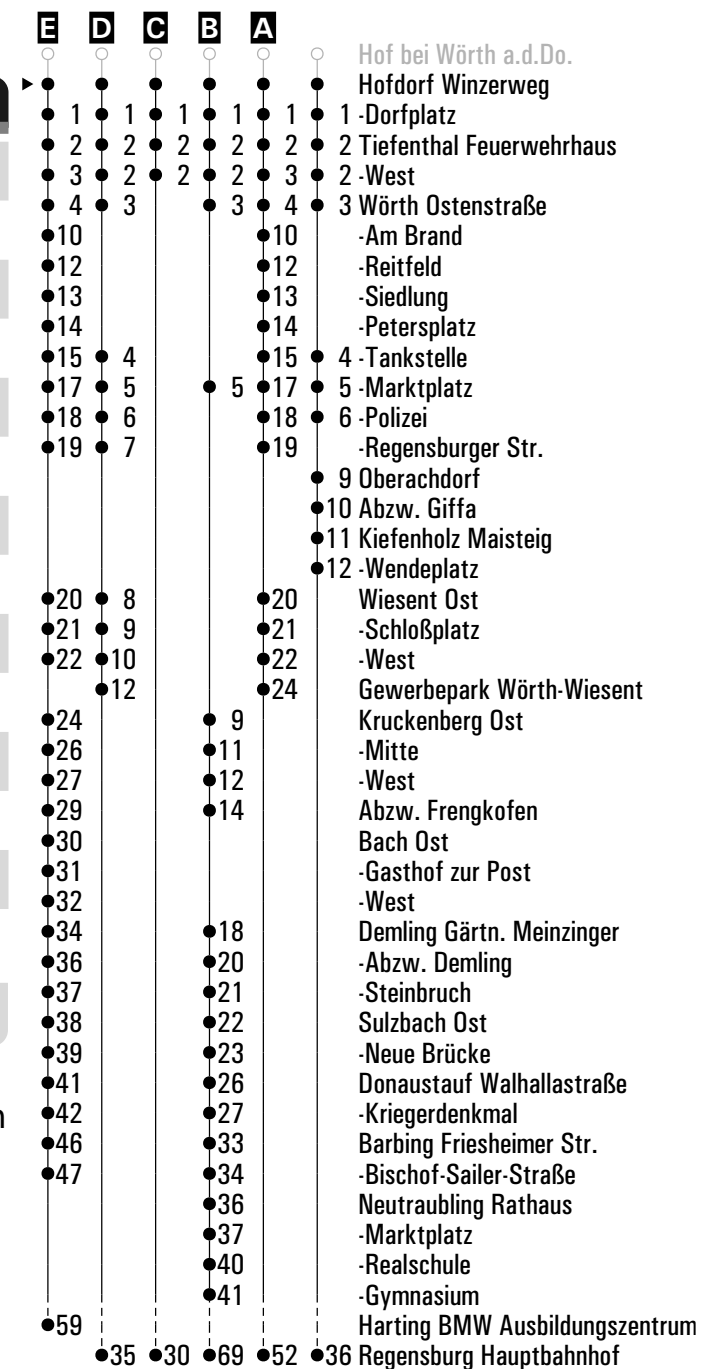 E D C B A
Hof bei Wörth a.d.Do.
Hofdorf Winzerweg
1 1 1 1 1 1 -Dorfplatz
2 2 2 2 2 2 Tiefenthal Feuerwehrhaus
3 2 2 2 3 2 -West
4 3 3 4 3 Wörth Ostenstraße
10 10 -Am Brand
12 12 -Reitfeld
13 13 -Siedlung
14 14 -Petersplatz
15 4 15 4 -Tankstelle
17 5 5 17 5 -Marktplatz
18 6 18 6 -Polizei
19 7 19 -Regensburger Str.
9 Oberachdorf
10 Abzw. Giffa
11 Kiefenholz Maisteig
12 -Wendeplatz
20 8 20 Wiesent Ost
21 9 21 -Schloßplatz
22 10 22 -West
12 24 Gewerbepark Wörth-Wiesent
24 9 Kruckenberg Ost
26 11 -Mitte
27 12 -West
29 14 Abzw. Frengkofen
30 Bach Ost
31 -Gasthof zur Post
32 -West
34 18 Demling Gärtn. Meinzinger
36 20 -Abzw. Demling
37 21 -Steinbruch
38 22 Sulzbach Ost
39 23 -Neue Brücke
41 26 Donaustauf Walhallastraße
42 27 -Kriegerdenkmal
46 33 Barbing Friesheimer Str.
47 34 -Bischof-Sailer-Straße
36 Neutraubling Rathaus
37 -Marktplatz
40 -Realschule
41 -Gymnasium
59 Harting BMW Ausbildungszentrum
35 30 69 52 36 Regensburg Hauptbahnhof